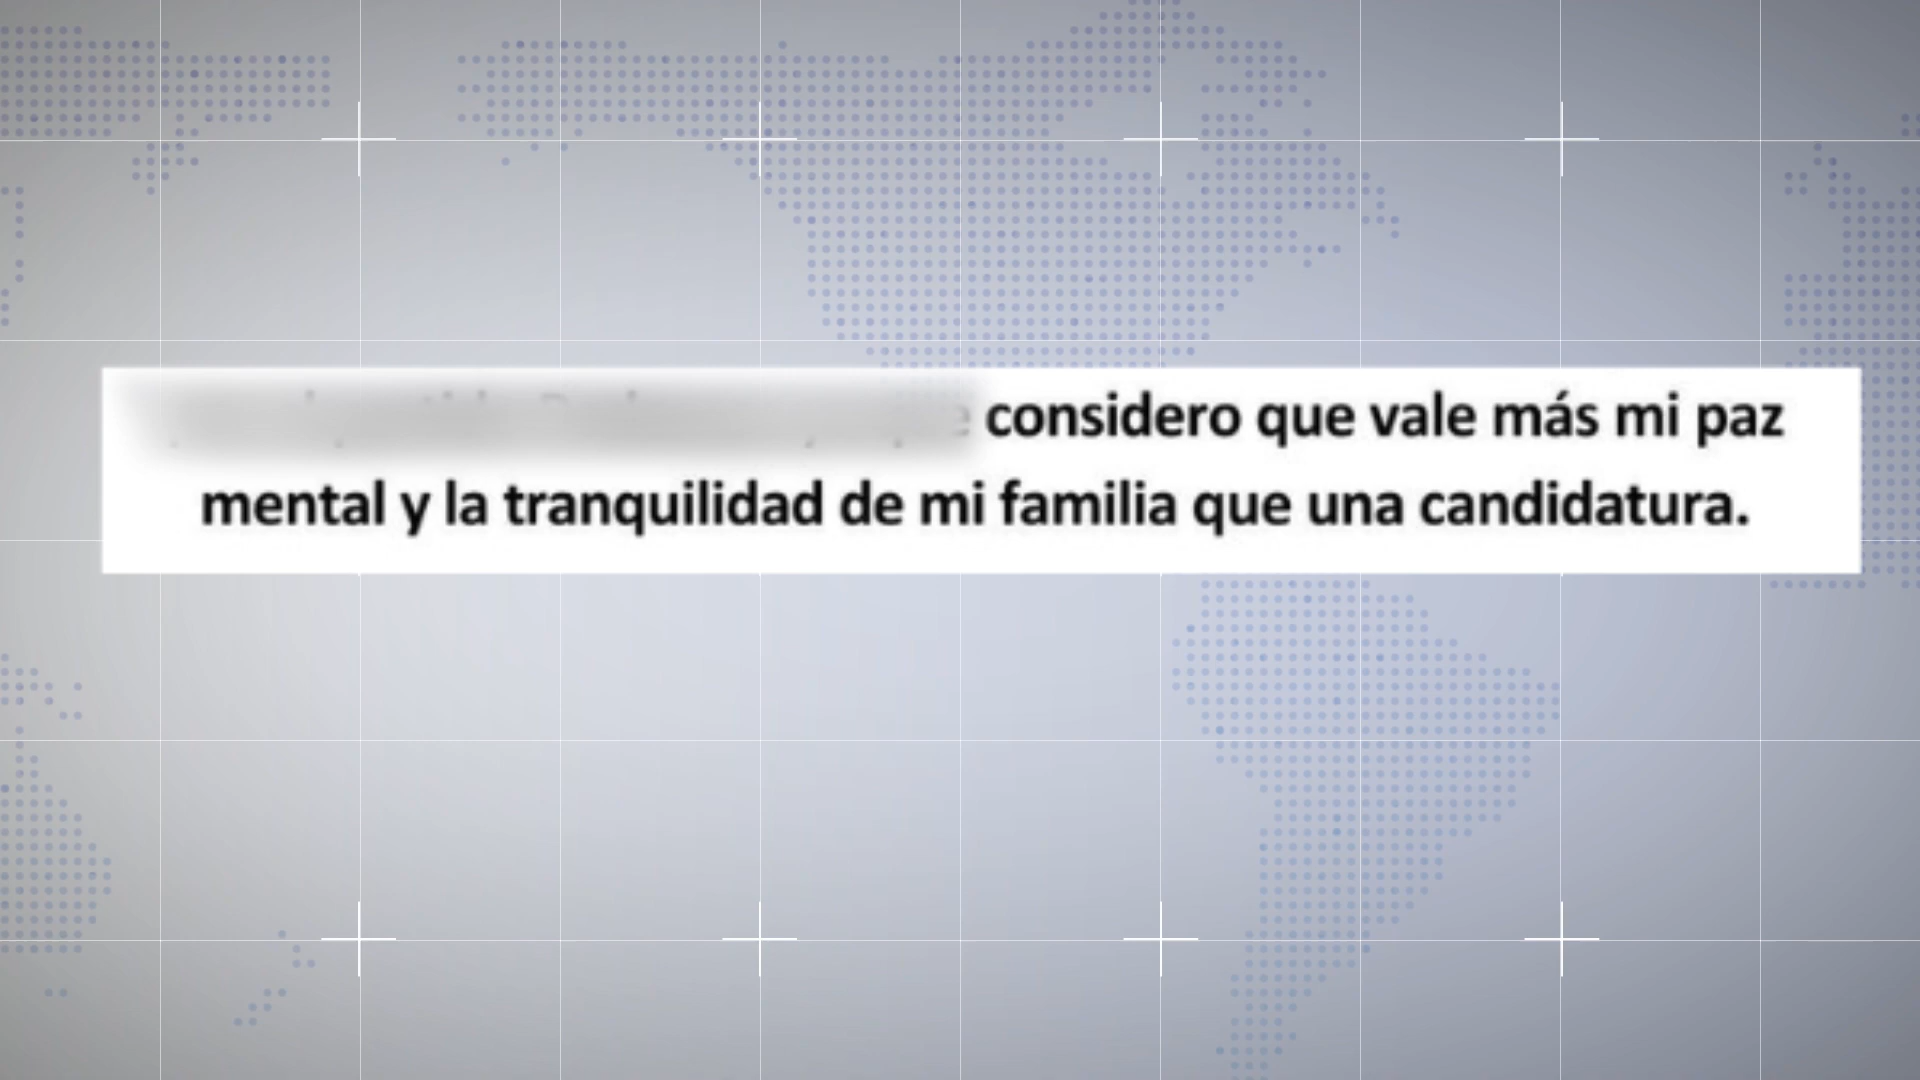 considero que vale más mi paz
mental y la tranquilidad de mi familia que una candidatura.